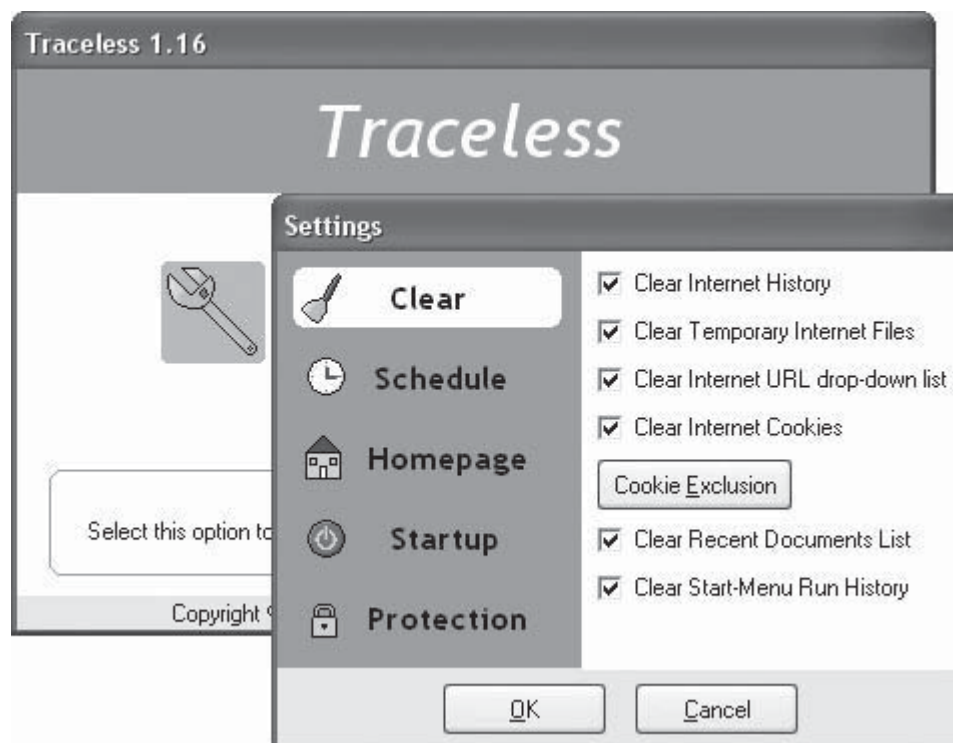 Traceless 1.16
Traceless
Select this option to
Copyright
Settings
Clear
Schedule
Homepage
Startup
Protection
Clear Internet History
Clear Temporary Internet Files
Clear Internet URL drop-down list
Clear Internet Cookies
Cookie Exclusion
Clear Recent Documents List
Clear Start-Menu Run History
OK
Cancel